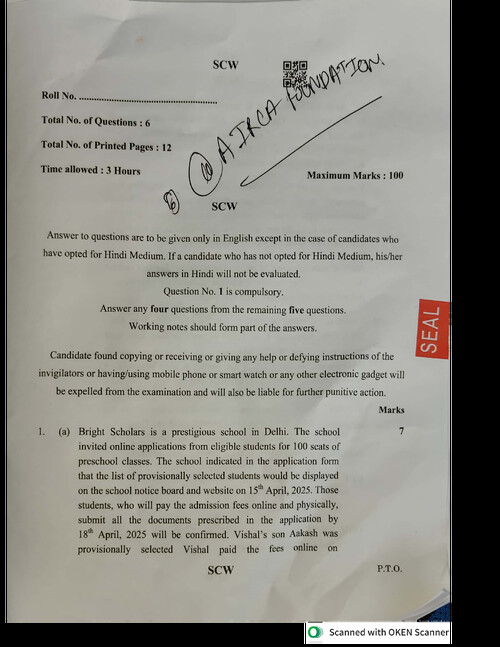 SCW
Roll No. ......................................................
Total No. of Questions : 6
Total No. of Printed Pages : 12
Time allowed : 3 Hours
Maximum Marks : 100
@AIRCA FOUNDATION
SCW
Answer to questions are to be given only in English except in the case of candidates who
have opted for Hindi Medium. If a candidate who has not opted for Hindi Medium, his/her
answers in Hindi will not be evaluated.
Question No. 1 is compulsory.
Answer any four questions from the remaining five questions.
Working notes should form part of the answers.
SEAL
Candidate found copying or receiving or giving any help or defying instructions of the
invigilators or having/using mobile phone or smart watch or any other electronic gadget will
be expelled from the examination and will also be liable for further punitive action.
Marks
1. (a) Bright Scholars is a prestigious school in Delhi. The school 7
invited online applications from eligible students for 100 seats of
preschool classes. The school indicated in the application form
that the list of provisionally selected students would be displayed
on the school notice board and website on 15th April, 2025. Those
students, who will pay the admission fees online and physically,
submit all the documents prescribed in the application by
18th April, 2025 will be confirmed. Vishal's son Aakash was
provisionally selected Vishal paid the fees online on
SCW
P.T.O.
Scanned with OKEN Scanner